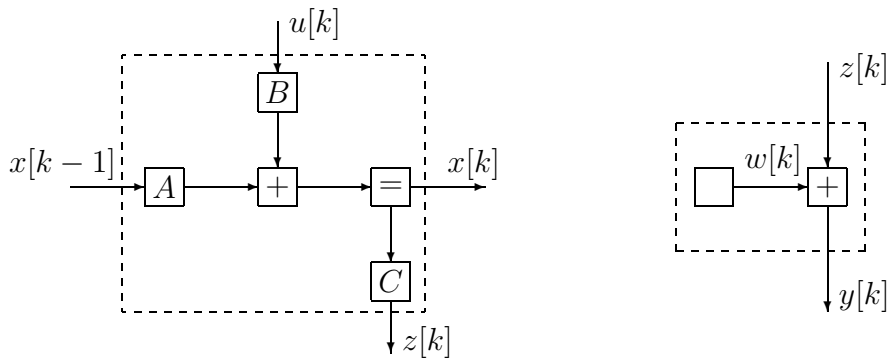 u[k]
B
z[k]
x[k − 1]
A
+
=
x[k]
w[k]
+
C
z[k]
y[k]